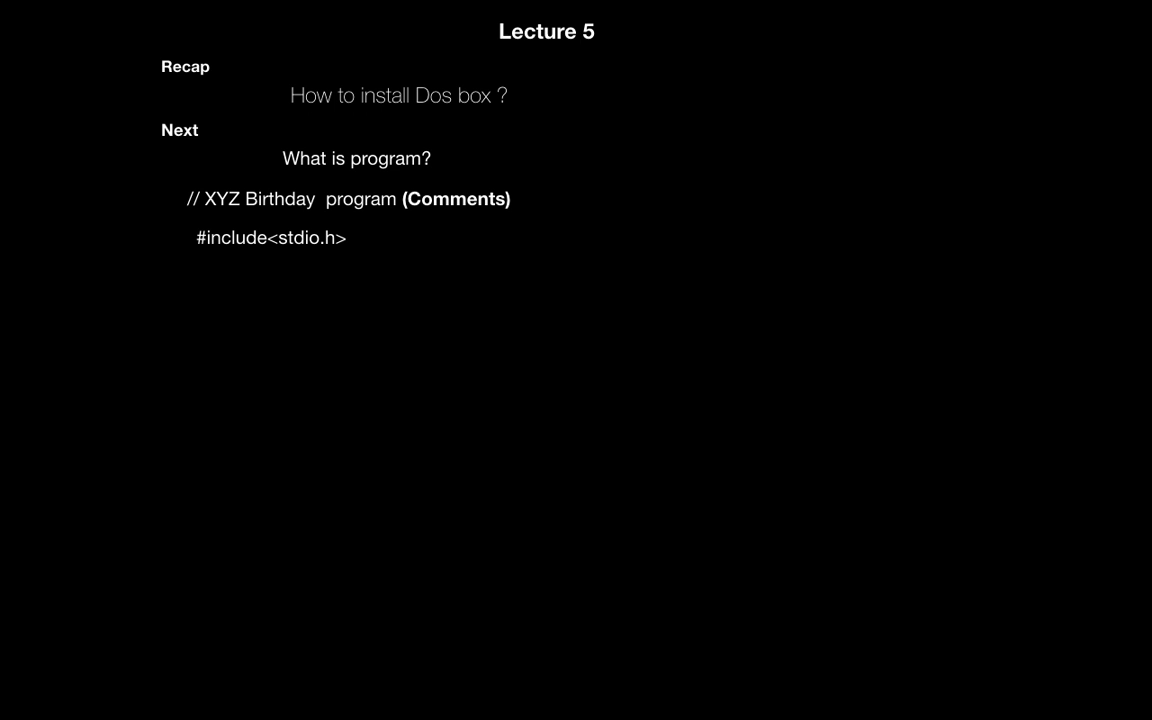 Lecture 5
Recap
How to install Dos box ?
Next
What is program?
// XYZ Birthday  program (Comments)
#include<stdio.h>